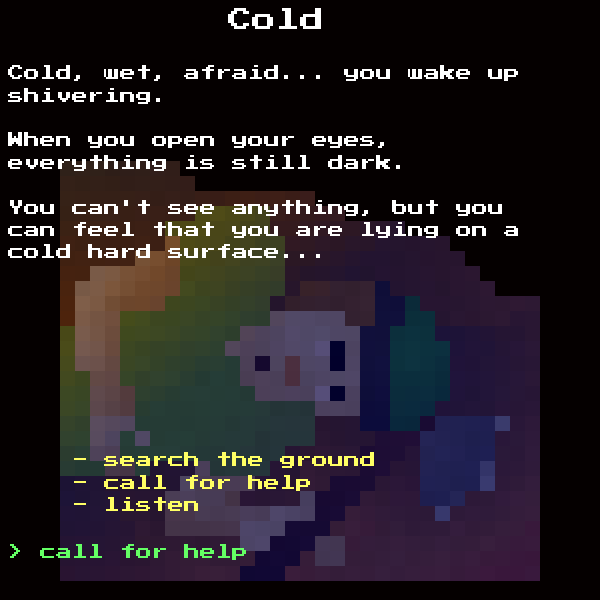 Cold
Cold, wet, afraid... you wake up
shivering.
When you open your eyes,
everything is still dark.
You can't see anything, but you
can feel that you are lying on a
cold hard surface...
- search the ground
- call for help
- listen
> call for help